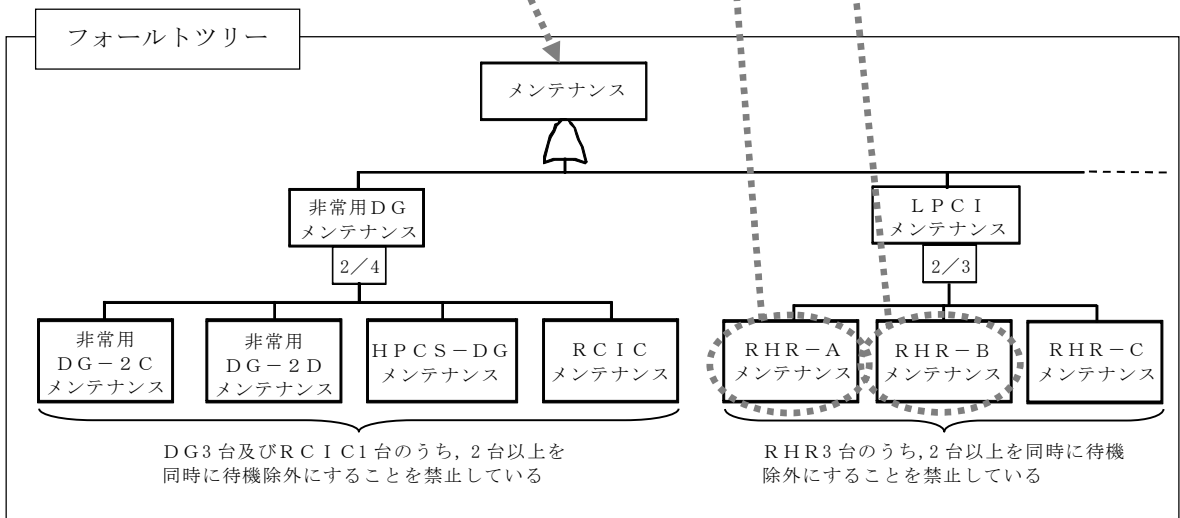 フォールトツリー
メンテナンス
非常用DG
メンテナンス
2/4
LPCI
メンテナンス
2/3
非常用
DG-2C
メンテナンス
非常用
DG-2D
メンテナンス
HPCS-DG
メンテナンス
RCIC
メンテナンス
RHR-A
メンテナンス
RHR-B
メンテナンス
RHR-C
メンテナンス
DG3台及びRCIC1台のうち，2台以上を
同時に待機除外にすることを禁止している
RHR3台のうち，2台以上を同時に待機
除外にすることを禁止している